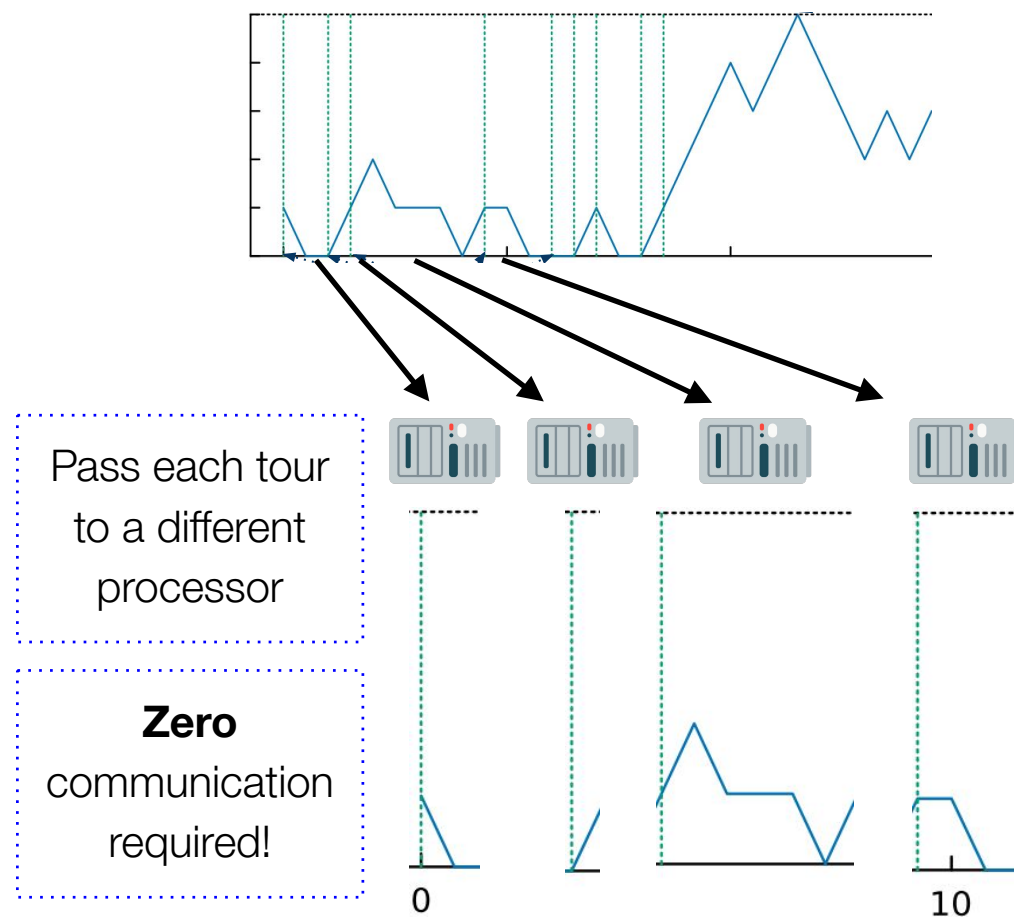 Pass each tour
to a different
processor
Zero
communication
required!
0
10